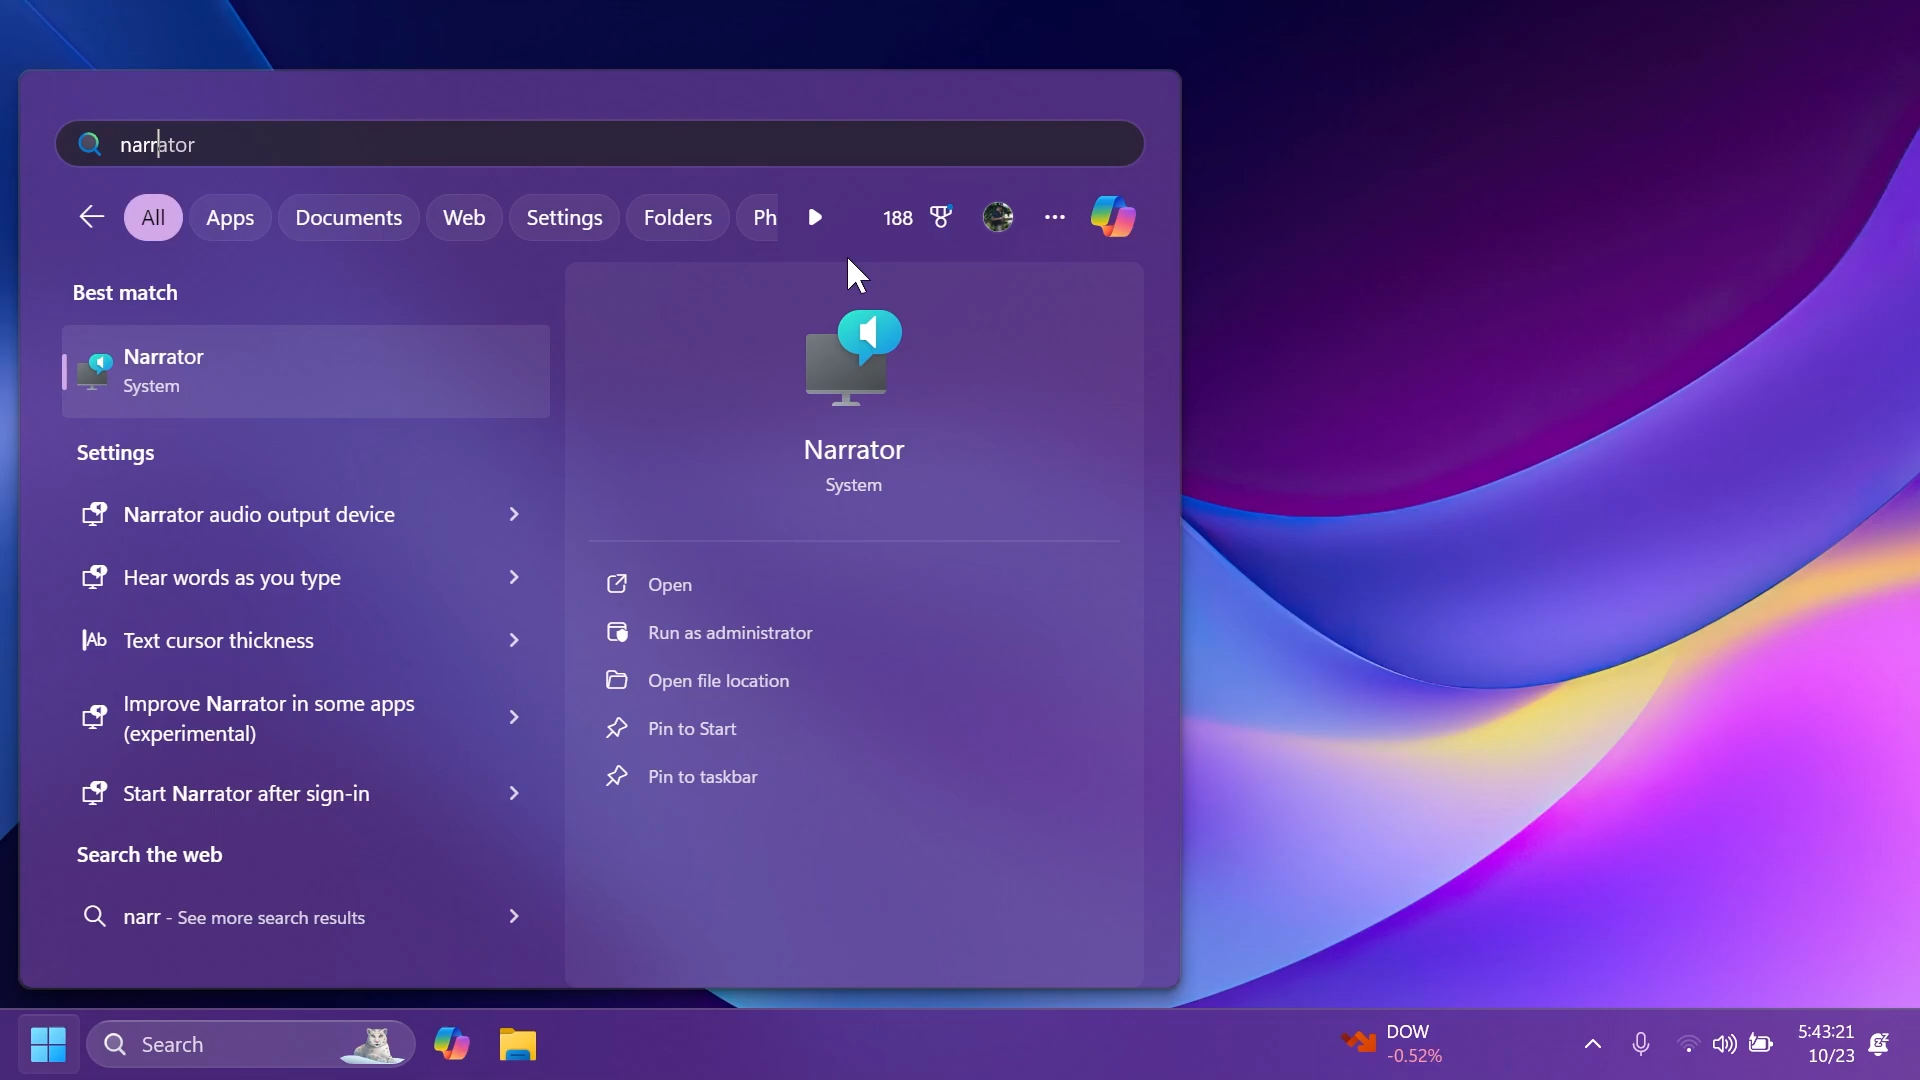 narrator
All Apps Documents Web Settings Folders Ph 188
Best match
Narrator
System
Settings
Narrator audio output device
Hear words as you type
Ab Text cursor thickness
Improve Narrator in some apps
(experimental)
Start Narrator after sign-in
Search the web
narr - See more search results
Narrator
System
Open
Run as administrator
Open file location
Pin to Start
Pin to taskbar
Search
DOW
-0.52%
5:43:21
10/23